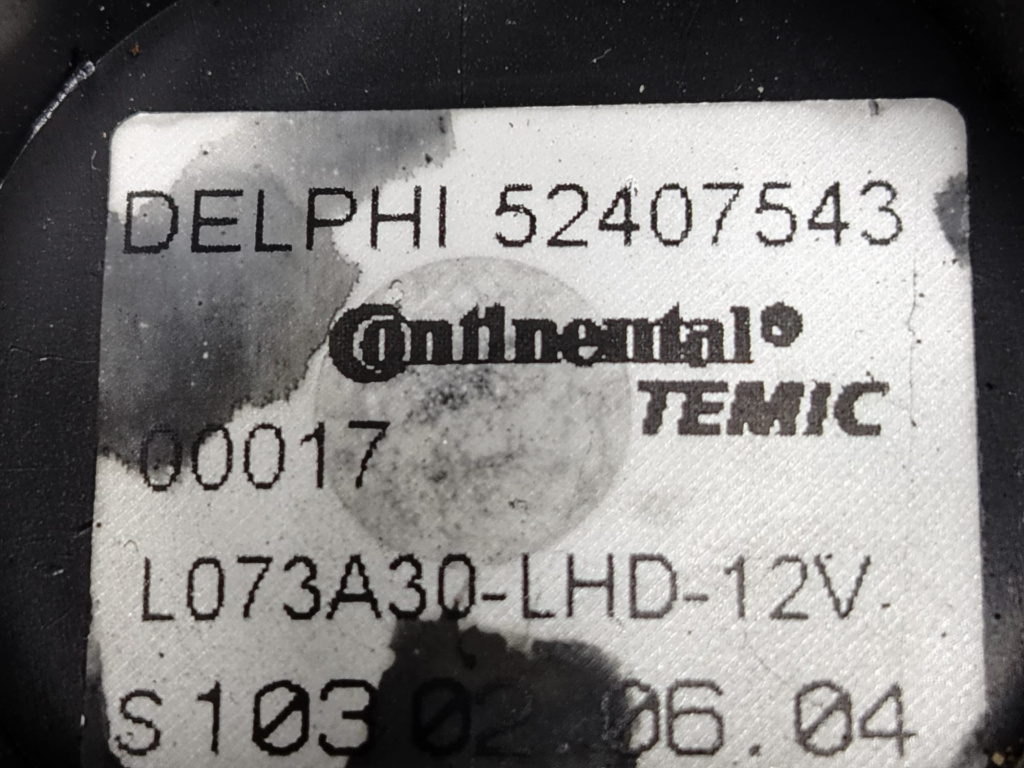 DELPHI 52407543
Continental®
TEMIC
00017
L073A30-LHD-12V
S 103 02.06.04